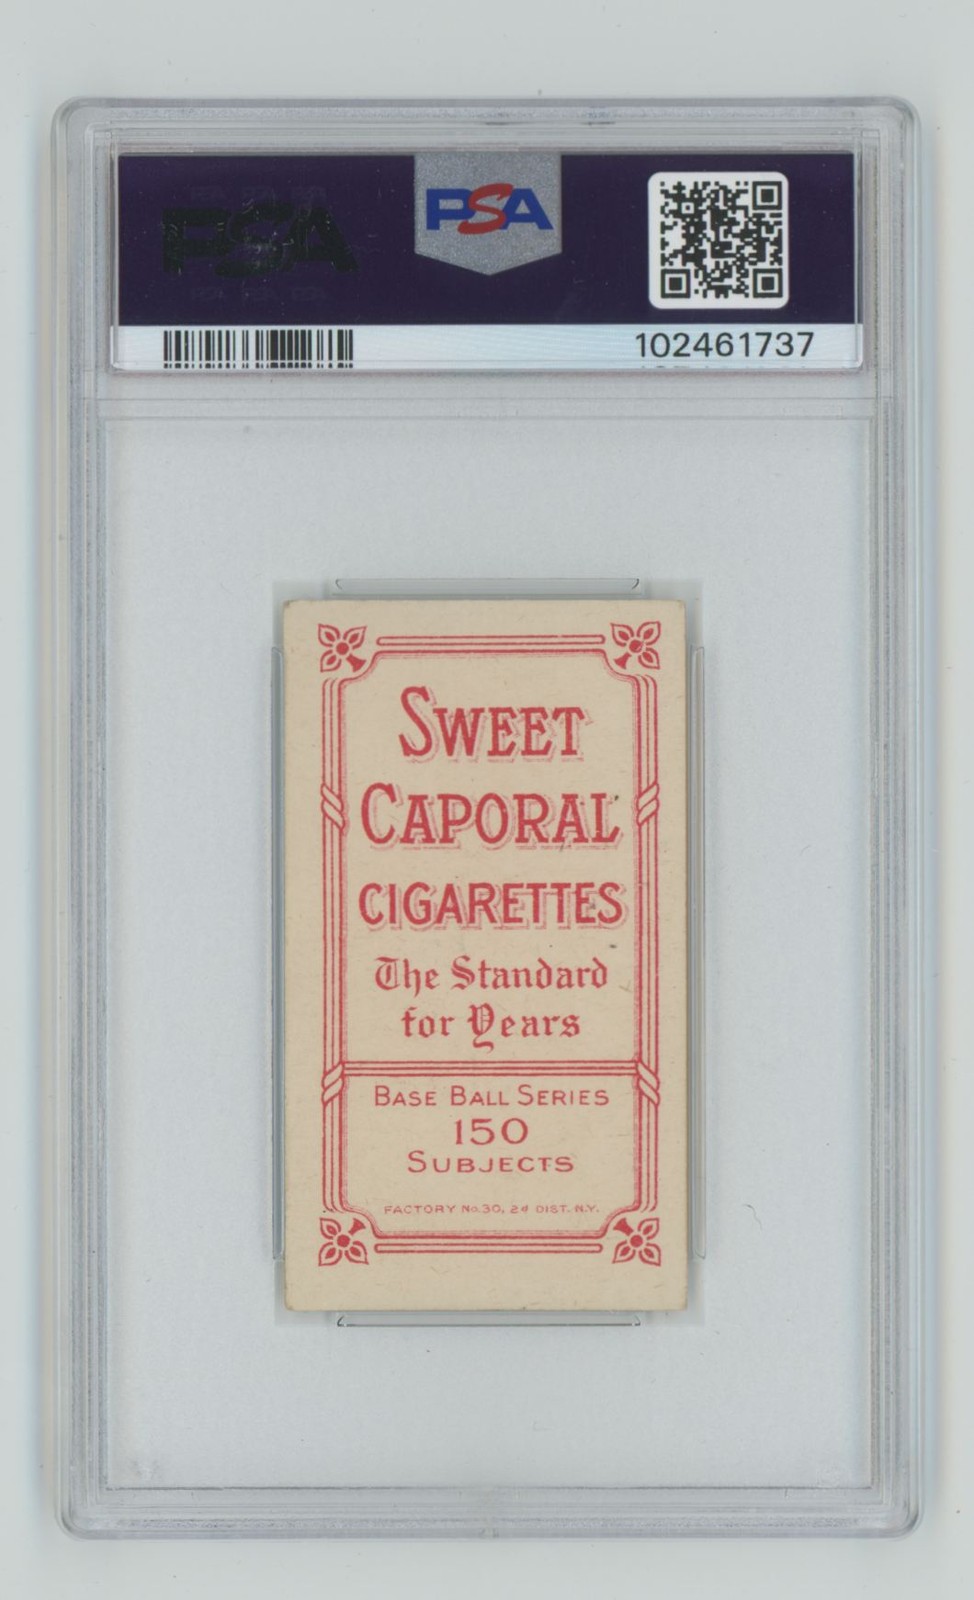 PSA
PSA
102461737
SWEET
CAPORAL
CIGARETTES
The Standard
for Years
BASE BALL SERIES
150
SUBJECTS
FACTORY No. 30, 2d DIST. N.Y.